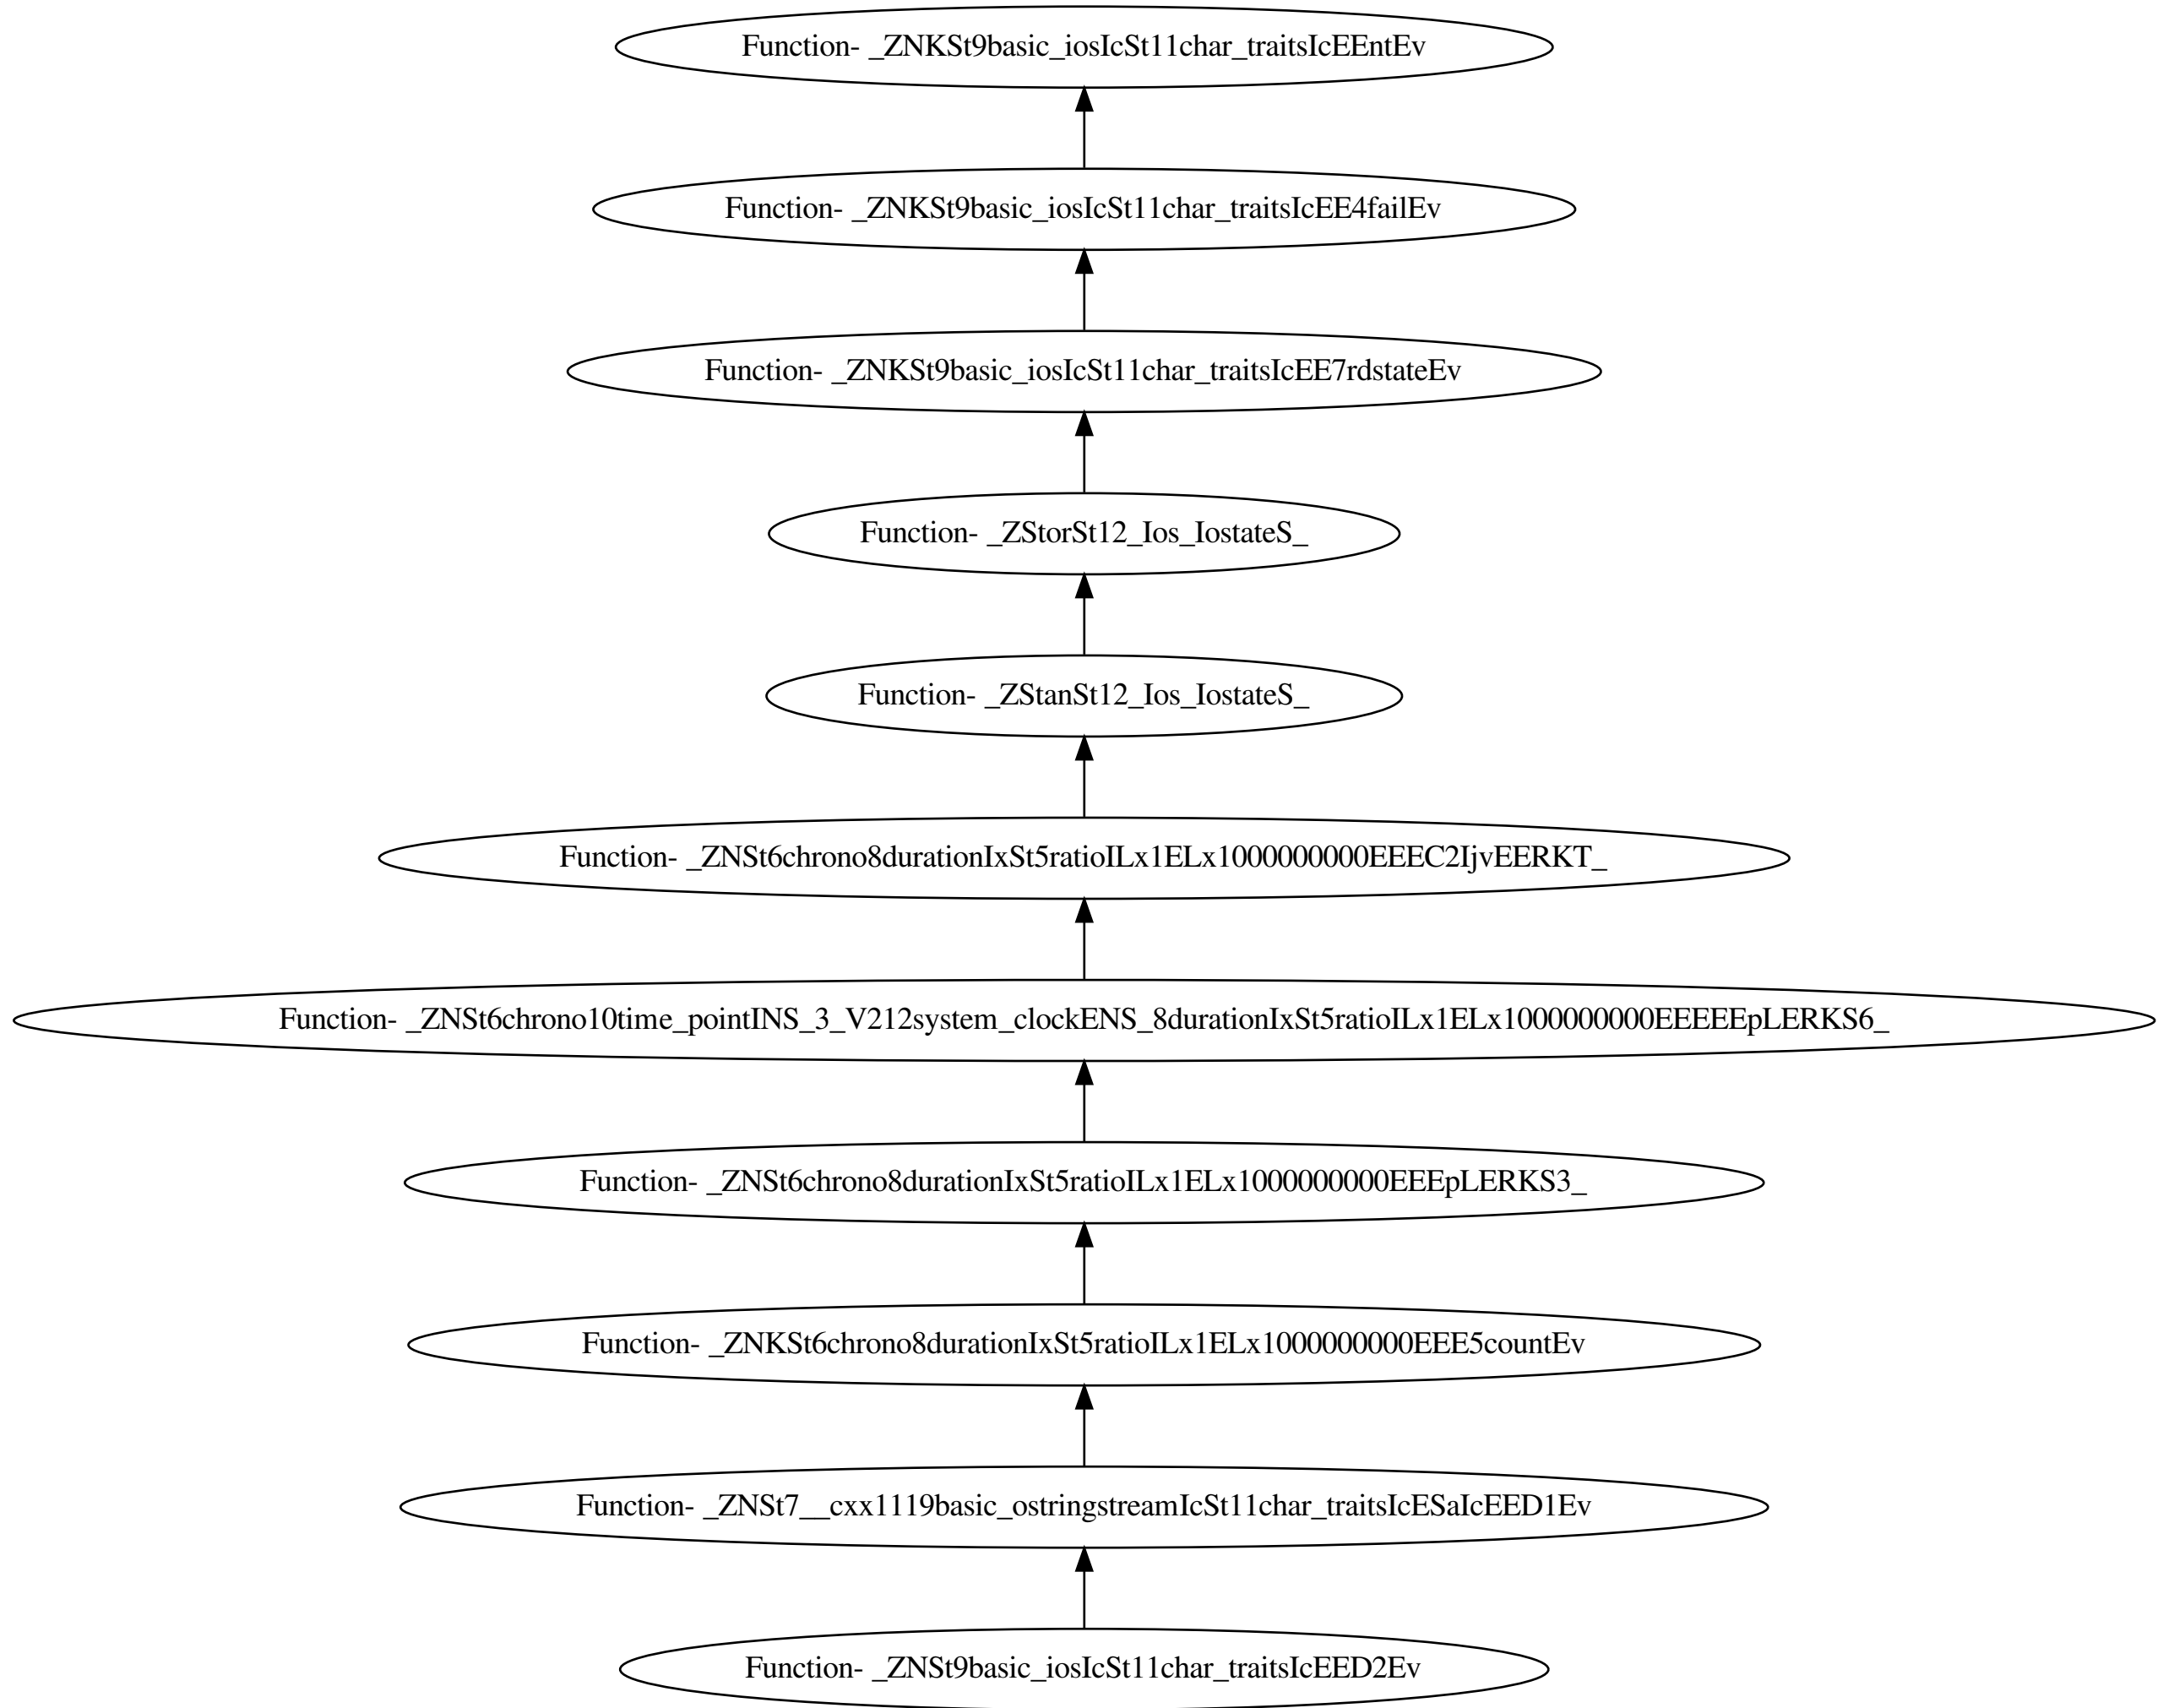 Function- _ZNKSt9basic_iosIcSt11char_traitsIcEEntEv
Function- _ZNKSt9basic_iosIcSt11char_traitsIcEE4failEv
Function- _ZNKSt9basic_iosIcSt11char_traitsIcEE7rdstateEv
Function- _ZStorSt12_Ios_IostateS_
Function- _ZStanSt12_Ios_IostateS_
Function- _ZNSt6chrono8durationIxSt5ratioILx1ELx1000000000EEEC2IjvEERKT_
Function- _ZNSt6chrono10time_pointINS_3_V212system_clockENS_8durationIxSt5ratioILx1ELx1000000000EEEEEpLERKS6_
Function- _ZNSt6chrono8durationIxSt5ratioILx1ELx1000000000EEEpLERKS3_
Function- _ZNKSt6chrono8durationIxSt5ratioILx1ELx1000000000EEE5countEv
Function- _ZNSt7__cxx1119basic_ostringstreamIcSt11char_traitsIcESaIcEED1Ev
Function- _ZNSt9basic_iosIcSt11char_traitsIcEED2Ev